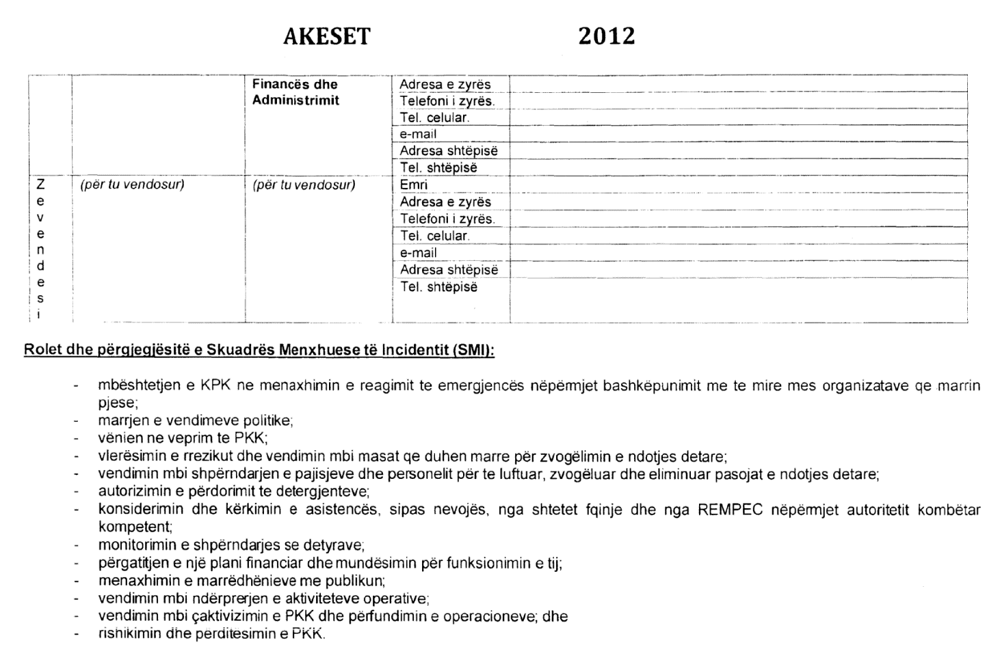 AKESET 2012
Financës dhe Administrimit
Adresa e zyrës
Telefoni i zyrës.
Tel. celular.
e-mail
Adresa shtëpisë
Tel. shtëpisë
Zevendesi
(për tu vendosur) (për tu vendosur) Emri
Adresa e zyrës
Telefoni i zyrës.
Tel. celular.
e-mail
Adresa shtëpisë
Tel. shtëpisë
Rolet dhe përgjegjësitë e Skuadrës Menxhuese të Incidentit (SMI):
- mbështetjen e KPK ne menaxhimin e reagimit te emergjencës nëpërmjet bashkëpunimit me te mire mes organizatave qe marrin
pjese;
- marrjen e vendimeve politike;
- vënien ne veprim te PKK;
- vlerësimin e rrezikut dhe vendimin mbi masat qe duhen marre për zvogëlimin e ndotjes detare;
- vendimin mbi shpërndarjen e pajisjeve dhe personelit për te luftuar, zvogëluar dhe eliminuar pasojat e ndotjes detare;
- autorizimin e përdorimit te detergjenteve;
- konsiderimin dhe kërkimin e asistencës, sipas nevojës, nga shtetet fqinje dhe nga REMPEC nëpërmjet autoritetit kombëtar
kompetent;
- monitorimin e shpërndarjes se detyrave;
- përgatitjen e një plani financiar dhe mundësimin për funksionimin e tij;
- menaxhimin e marrëdhënieve me publikun;
- vendimin mbi ndërprerjen e aktiviteteve operative;
- vendimin mbi çaktivizimin e PKK dhe përfundimin e operacioneve; dhe
- rishikimin dhe përditësimin e PKK.